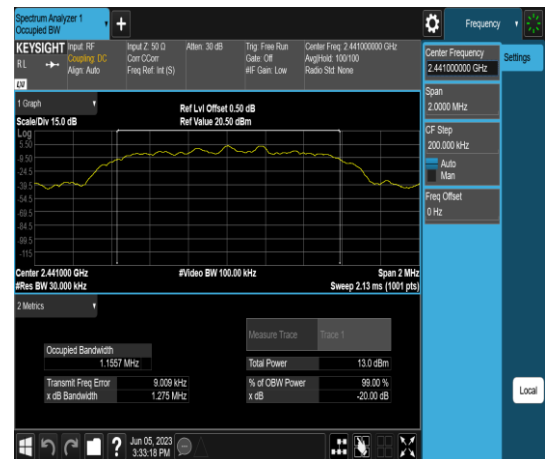 Spectrum Analyzer 1
Occupied BW
Frequency
KEYSIGHT
R L
Input: RF
Coupling: DC
Align: Auto
Input Z: 50 Ω
Corr CCorr
Freq Ref: Int (S)
Atten: 30 dB
Trig: Free Run
Gate: Off
#IF Gain: Low
Center Freq: 2.441000000 GHz
Avg|Hold: 100/100
Radio Std: None
LXI
Center Frequency
2.441000000 GHz
Settings
Span
2.0000 MHz
CF Step
200.000 kHz
Auto
Man
Freq Offset
0 Hz
Local
1 Graph
Scale/Div 15.0 dB
Ref Lvl Offset 0.50 dB
Ref Value 20.50 dBm
Log
5.50
-9.50
-24.5
-39.5
-54.5
-69.5
-84.5
-99.5
-115
Center 2.441000 GHz
#Video BW 100.00 kHz
Span 2 MHz
#Res BW 30.000 kHz
Sweep 2.13 ms (1001 pts)
2 Metrics
Measure Trace
Trace 1
Occupied Bandwidth
1.1557 MHz
Total Power
13.0 dBm
Transmit Freq Error
9.009 kHz
% of OBW Power
99.00 %
x dB Bandwidth
1.275 MHz
x dB
-20.00 dB
?
Jun 05, 2023
3:33:18 PM